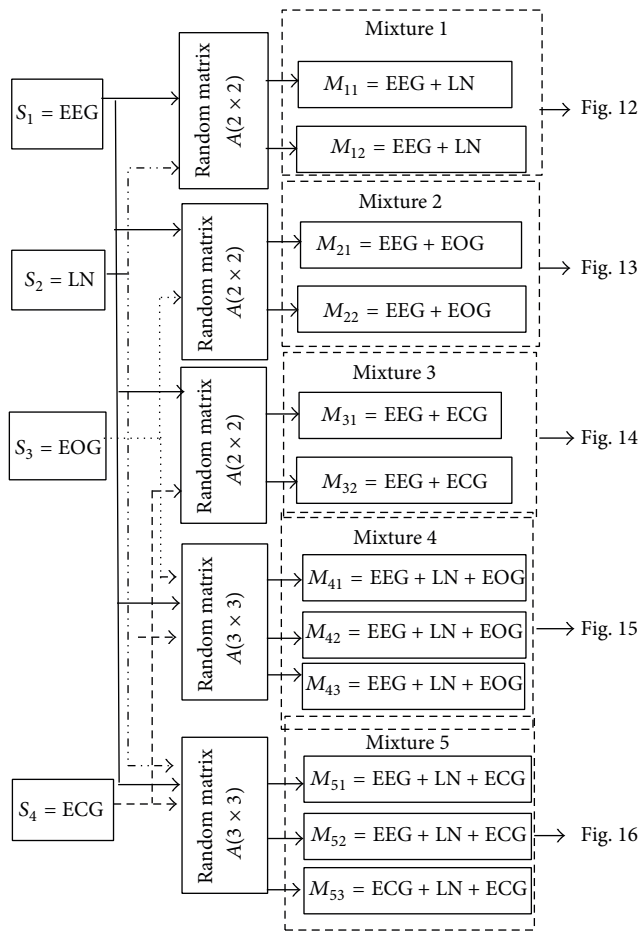 S₁ = EEG
S₂ = LN
S₃ = EOG
S₄ = ECG
Random matrix
A(2 × 2)
Mixture 1
M₁₁ = EEG + LN
M₁₂ = EEG + LN
Fig. 12
Random matrix
A(2 × 2)
Mixture 2
M₂₁ = EEG + EOG
M₂₂ = EEG + EOG
Fig. 13
Random matrix
A(2 × 2)
Mixture 3
M₃₁ = EEG + ECG
M₃₂ = EEG + ECG
Fig. 14
Random matrix
A(3 × 3)
Mixture 4
M₄₁ = EEG + LN + EOG
M₄₂ = EEG + LN + EOG
M₄₃ = EEG + LN + EOG
Fig. 15
Random matrix
A(3 × 3)
Mixture 5
M₅₁ = EEG + LN + ECG
M₅₂ = EEG + LN + ECG
M₅₃ = ECG + LN + ECG
Fig. 16